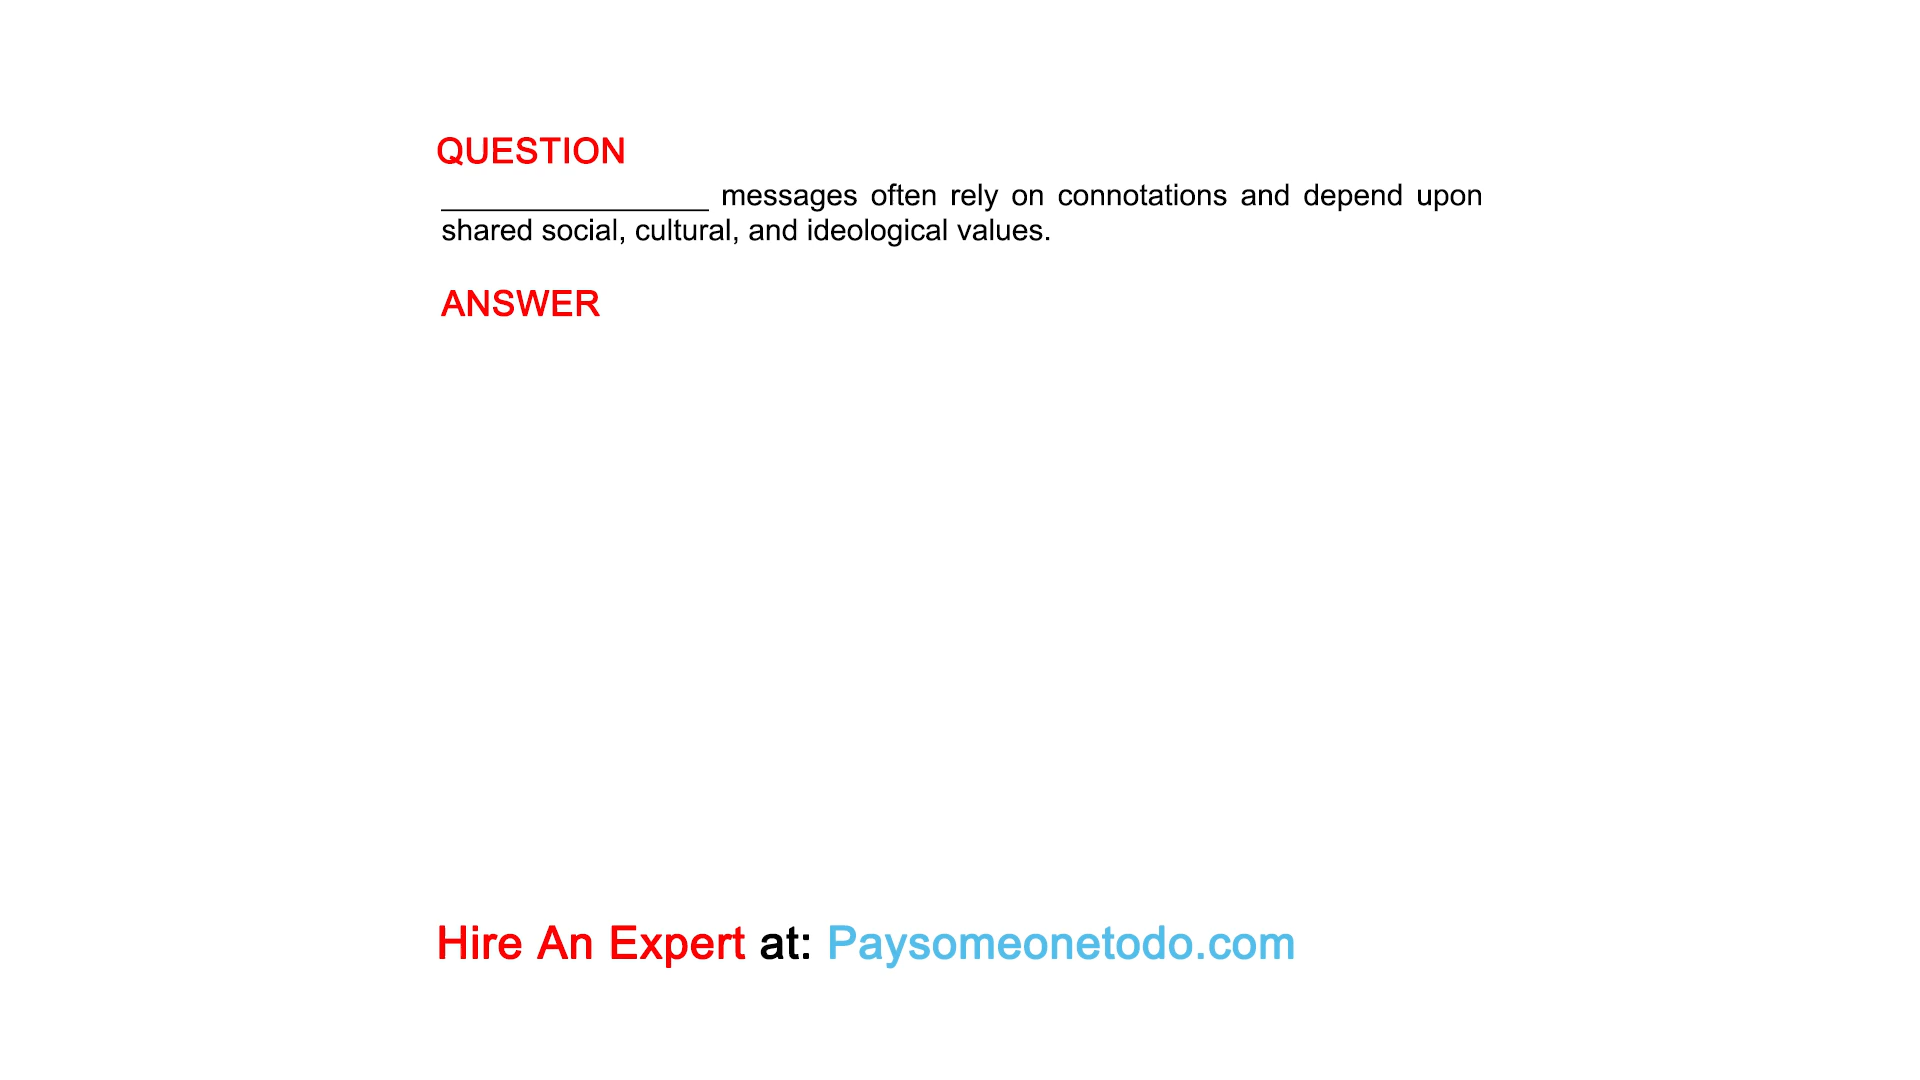 QUESTION
________________ messages often rely on connotations and depend upon
shared social, cultural, and ideological values.
ANSWER
Hire An Expert at: Paysomeonetodo.com